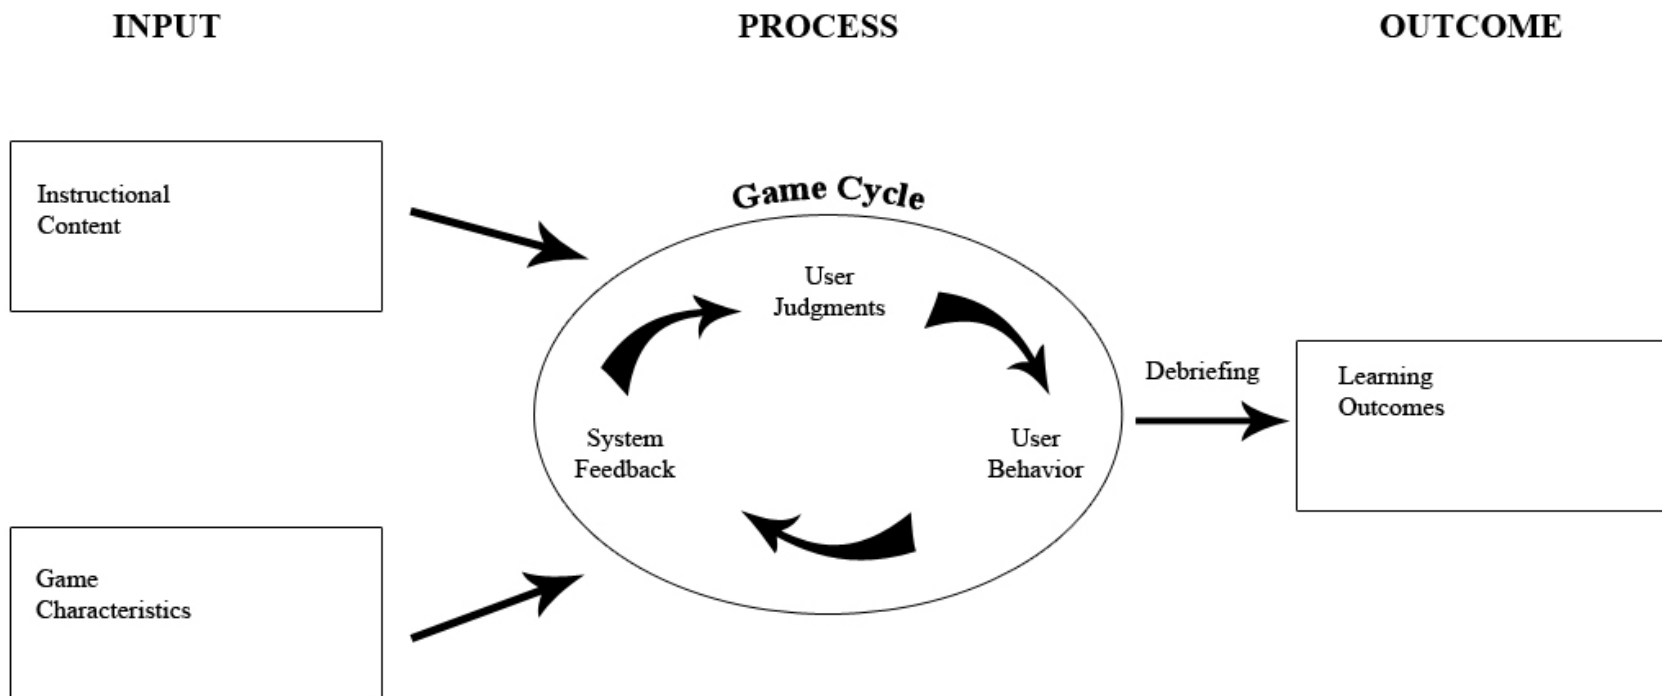 INPUT
PROCESS
OUTCOME
Instructional
Content
Game Cycle
User
Judgments
Debriefing
Learning
Outcomes
System
Feedback
User
Behavior
Game
Characteristics